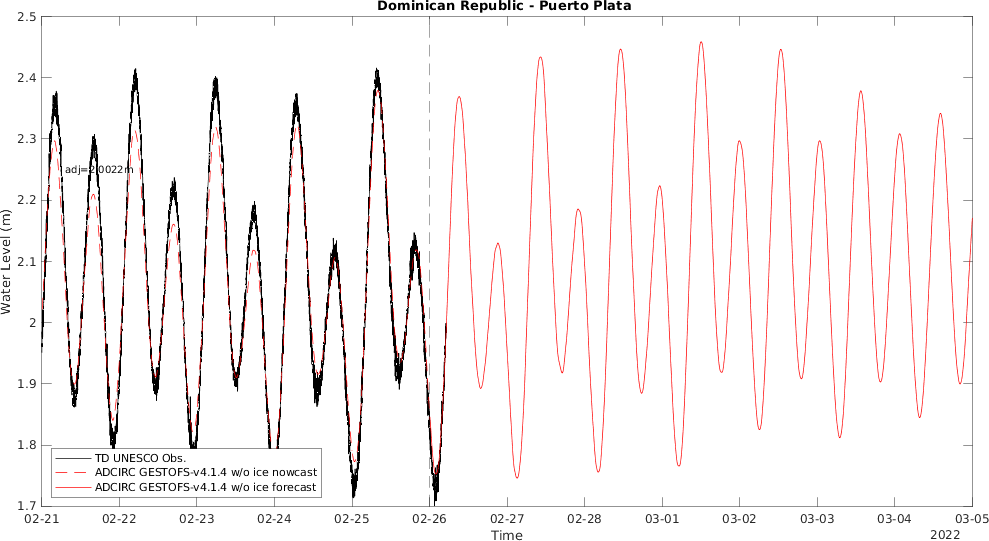 Dominican Republic - Puerto Plata
Water Level (m)
2.5
2.4
2.3
2.2
2.1
2
1.9
1.8
1.7
adj=2.0022m
TD UNESCO Obs.
ADCIRC GESTOFS-v4.1.4 w/o ice nowcast
ADCIRC GESTOFS-v4.1.4 w/o ice forecast
02-21 02-22 02-23 02-24 02-25 02-26 02-27 02-28 03-01 03-02 03-03 03-04 03-05
Time
2022